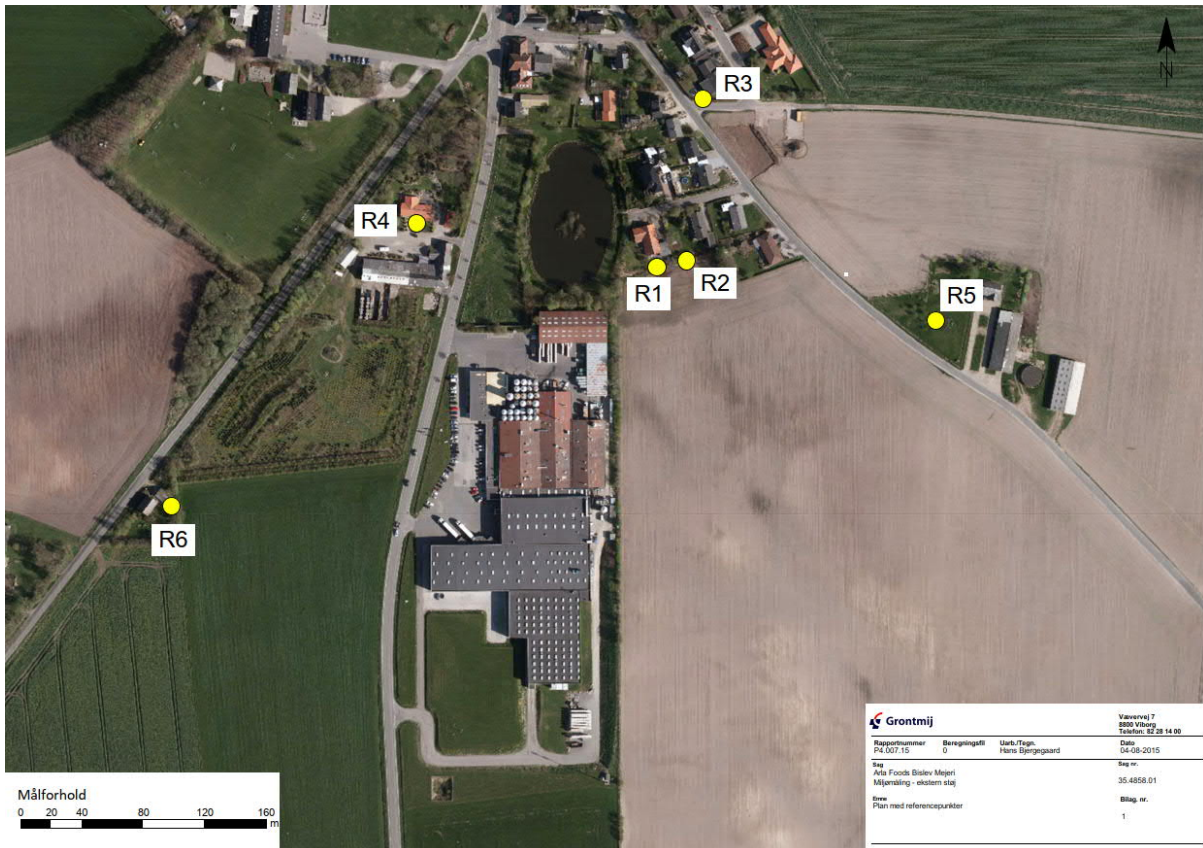 N
R3
R4
R1
R2
R5
R6
Målforhold
0 20 40 80 120 160
m
Grontmij
Vævervej 7
8800 Viborg
Telefon: 82 28 14 00
Rapportnummer Beregningsfil Uarb./Tegn. Dato
P4.007.15 0 Hans Bjergegaard 04-08-2015
Sag Sag nr.
Arla Foods Bislev Mejeri
Miljømåling - ekstern støj 35.4858.01
Emne Bilag. nr.
Plan med referencepunkter
1